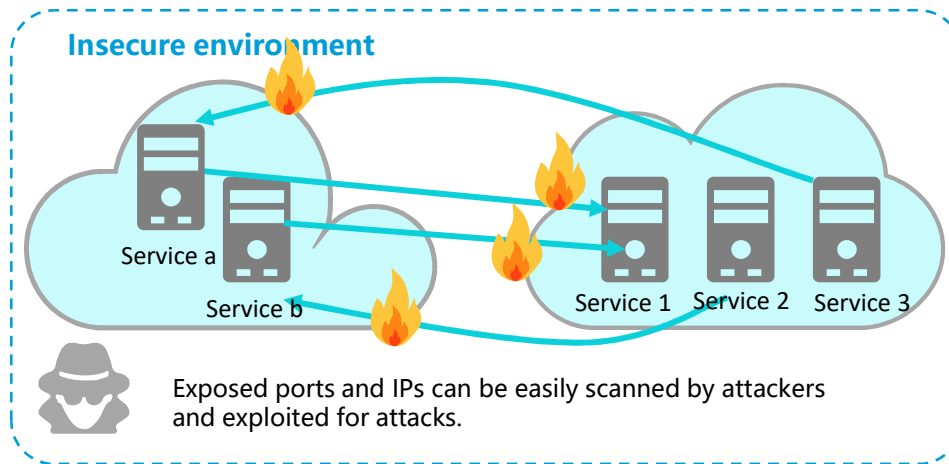 Insecure environment
Service a
Service b
Service 1
Service 2
Service 3
Exposed ports and IPs can be easily scanned by attackers
and exploited for attacks.